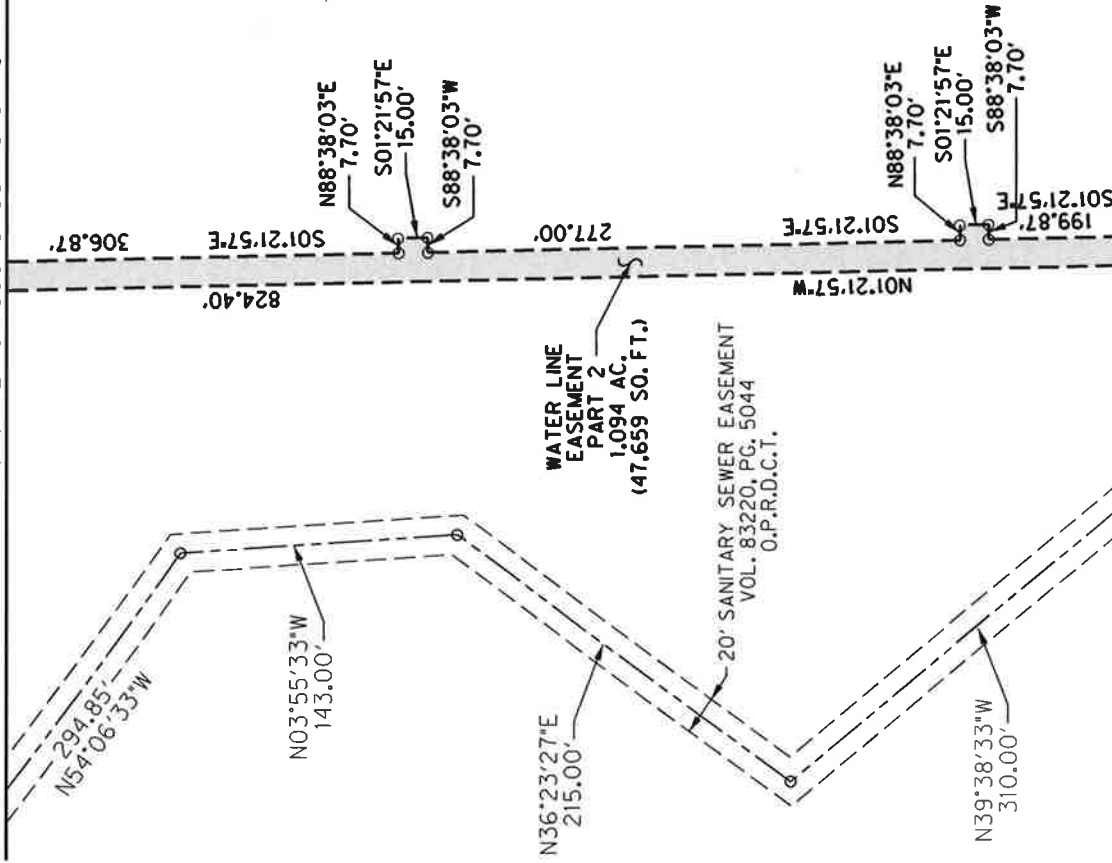 306.87'
S01°21'57"E
824.40'
N88°38'03"E
7.70'
S01°21'57"E
15.00'
S88°38'03"W
7.70'
277.00'
S01°21'57"E
N01°21'57"W
N88°38'03"E
7.70'
S01°21'57"E
15.00'
S88°38'03"W
7.70'
S01°21'57"E
199.87'
WATER LINE
EASEMENT
PART 2
1.094 AC.
(47,659 SQ. FT.)
20' SANITARY SEWER EASEMENT
VOL. 83220, PG. 5044
O.P.R.D.C.T.
294.85'
N54°06'33"W
N03°55'33"W
143.00'
N36°23'27"E
215.00'
N39°38'33"W
310.00'